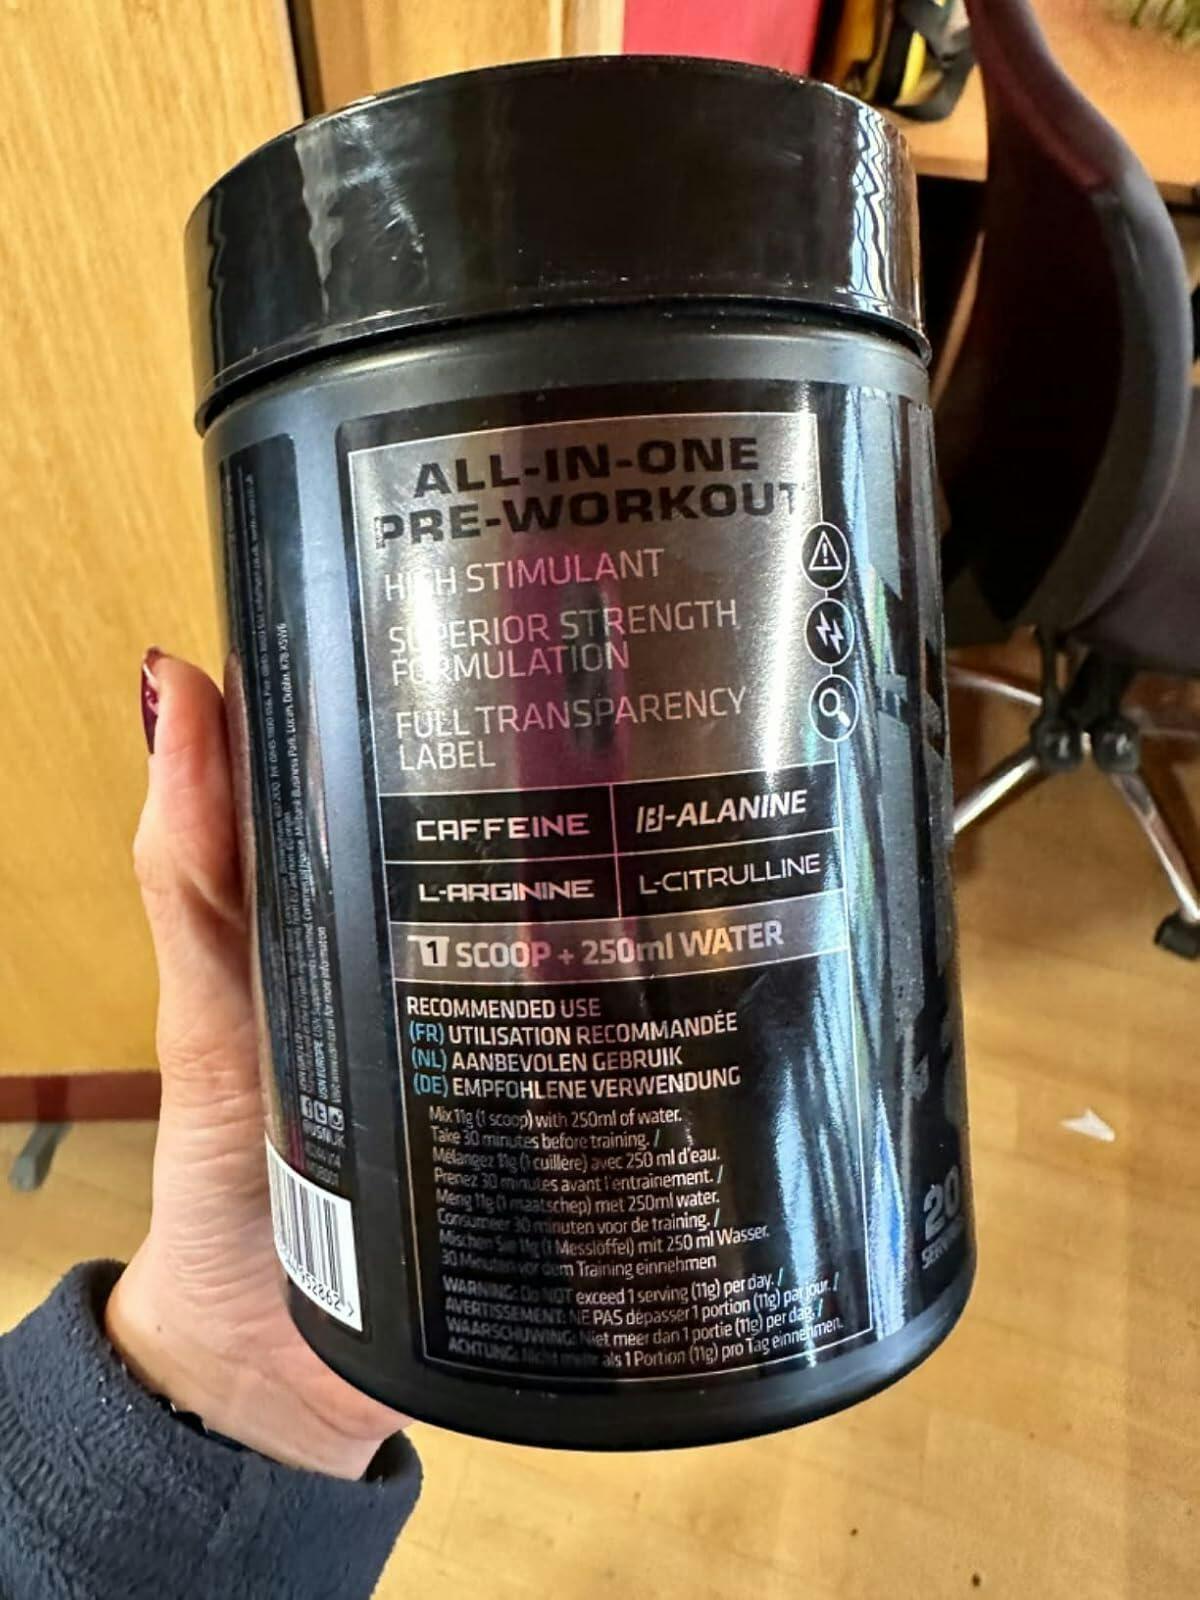 ALL-IN-ONE
PRE-WORKOUT
HIGH STIMULANT
SUPERIOR STRENGTH
FORMULATION
FULL TRANSPARENCY
LABEL
CAFFEINE
β-ALANINE
L-ARGININE
L-CITRULLINE
1 SCOOP + 250ml WATER
RECOMMENDED USE
(FR) UTILISATION RECOMMANDÉE
(NL) AANBEVOLEN GEBRUIK
(DE) EMPFOHLENE VERWENDUNG
Mix 11g (1 scoop) with 250ml of water.
Take 30 minutes before training. /
Mélangez 11g (1 cuillère) avec 250 ml d'eau.
Prenez 30 minutes avant l'entrainement. /
Meng 11g (1 maatschep) met 250ml water.
Consumeer 30 minuten voor de training. /
Mischen Sie 11g (1 Messlöffel) mit 250 ml Wasser.
30 Minuten vor dem Training einnehmen
WARNING: Do NOT exceed 1 serving (11g) per day. /
AVERTISSEMENT: NE PAS dépasser 1 portion (11g) par jour. /
WAARSCHUWING: Niet meer dan 1 portie (11g) per dag. /
ACHTUNG: Nicht mehr als 1 Portion (11g) pro Tag einnehmen.
20
@USNUK
952862 >